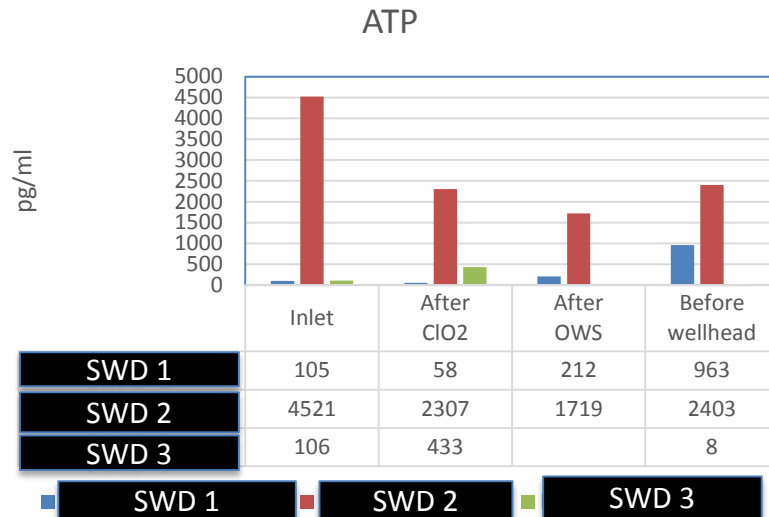 ATP
pg/ml
5000
4500
4000
3500
3000
2500
2000
1500
1000
500
0
Inlet
After ClO2
After OWS
Before wellhead
SWD 1 105 58 212 963
SWD 2 4521 2307 1719 2403
SWD 3 106 433 8
SWD 1 SWD 2 SWD 3